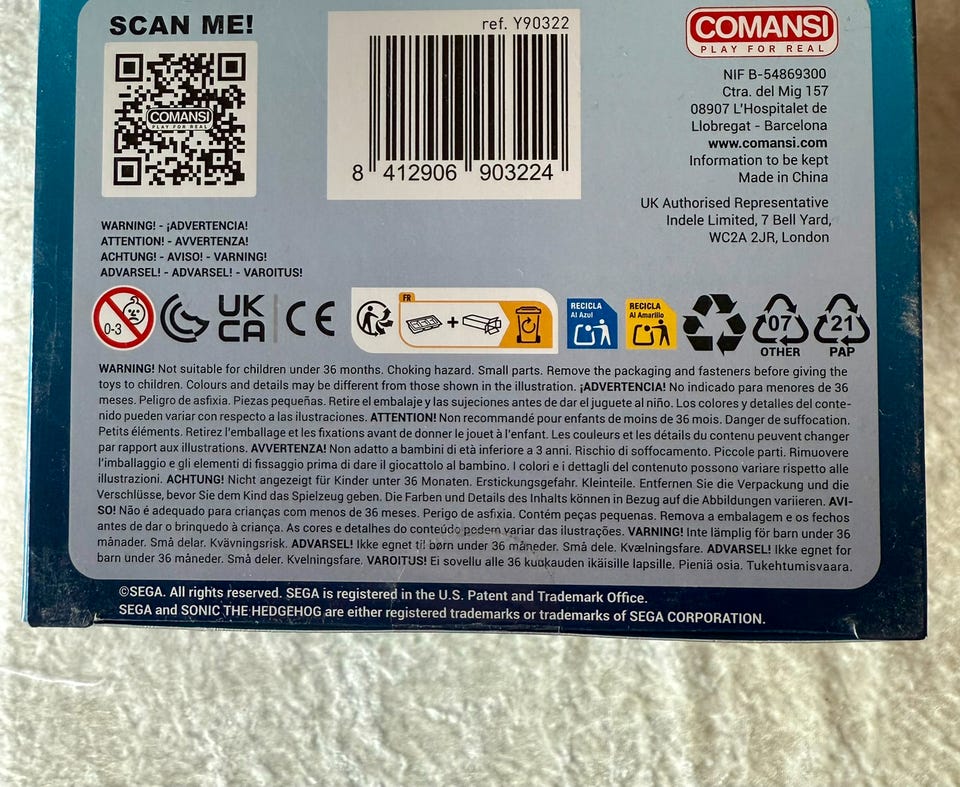 SCAN ME!
COMANSI
PLAY FOR REAL
ref. Y90322
8 412906 903224
COMANSI
PLAY FOR REAL
NIF B-54869300
Ctra. del Mig 157
08907 L'Hospitalet de
Llobregat - Barcelona
www.comansi.com
Information to be kept
Made in China
UK Authorised Representative
Indele Limited, 7 Bell Yard,
WC2A 2JR, London
WARNING! - ¡ADVERTENCIA!
ATTENTION! - AVVERTENZA!
ACHTUNG! - AVISO! - VARNING!
ADVARSEL! - ADVARSEL! - VAROITUS!
0-3
UK
CA
CE
FR
+
RECICLA
Al Azul
RECICLA
Al Amarillo
07
OTHER
21
PAP
WARNING! Not suitable for children under 36 months. Choking hazard. Small parts. Remove the packaging and fasteners before giving the
toys to children. Colours and details may be different from those shown in the illustration. ¡ADVERTENCIA! No indicado para menores de 36
meses. Peligro de asfixia. Piezas pequeñas. Retire el embalaje y las sujeciones antes de dar el juguete al niño. Los colores y detalles del conte-
nido pueden variar con respecto a las ilustraciones. ATTENTION! Non recommandé pour enfants de moins de 36 mois. Danger de suffocation.
Petits éléments. Retirez l'emballage et les fixations avant de donner le jouet à l'enfant. Les couleurs et les détails du contenu peuvent changer
par rapport aux illustrations. AVVERTENZA! Non adatto a bambini di età inferiore a 3 anni. Rischio di soffocamento. Piccole parti. Rimuovere
l'imballaggio e gli elementi di fissaggio prima di dare il giocattolo al bambino. I colori e i dettagli del contenuto possono variare rispetto alle
illustrazioni. ACHTUNG! Nicht angezeigt für Kinder unter 36 Monaten. Erstickungsgefahr. Kleinteile. Entfernen Sie die Verpackung und die
Verschlüsse, bevor Sie dem Kind das Spielzeug geben. Die Farben und Details des Inhalts können in Bezug auf die Abbildungen variieren. AVI-
SO! Não é adequado para crianças com menos de 36 meses. Perigo de asfixia. Contém peças pequenas. Remova a embalagem e os fechos
antes de dar o brinquedo à criança. As cores e detalhes do conteúdo podem variar das ilustrações. VARNING! Inte lämplig för barn under 36
månader. Små delar. Kvävningsrisk. ADVARSEL! Ikke egnet til børn under 36 måneder. Små dele. Kvælningsfare. ADVARSEL! Ikke egnet for
barn under 36 måneder. Små deler. Kvelningsfare. VAROITUS! Ei sovellu alle 36 kuukauden ikäisille lapsille. Pieniä osia. Tukehtumisvaara.
©SEGA. All rights reserved. SEGA is registered in the U.S. Patent and Trademark Office.
SEGA and SONIC THE HEDGEHOG are either registered trademarks or trademarks of SEGA CORPORATION.